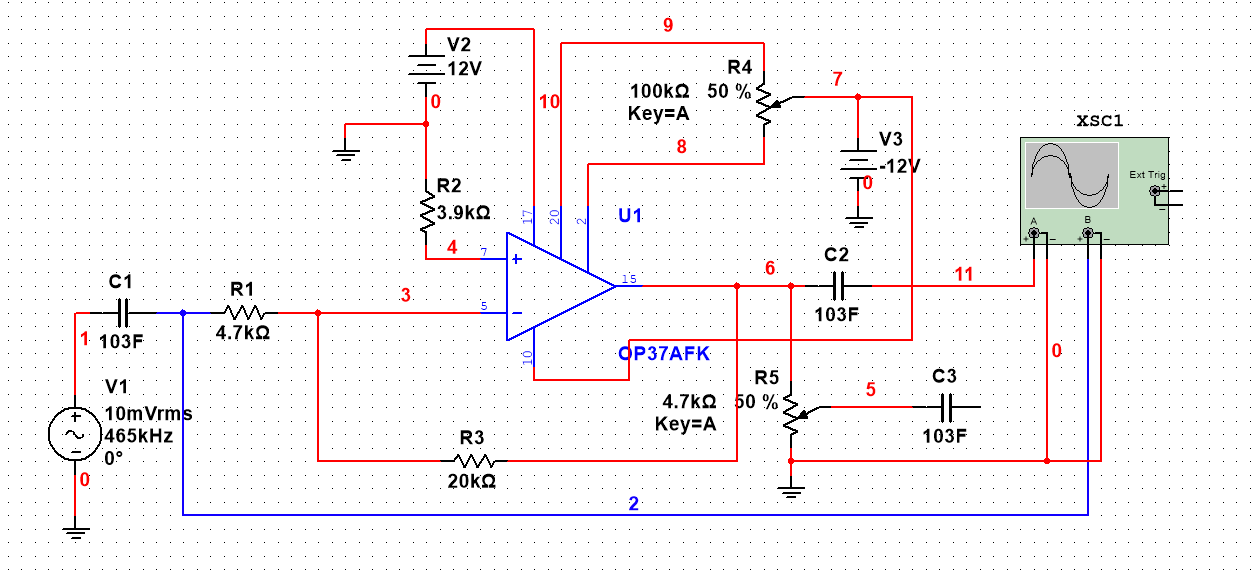 9
V2
12V
R4
100kΩ 50 %
Key=A
7
0
10
XSC1
V3
-12V
8
0
Ext Trig
+
-
R2
3.9kΩ
17
20
2
U1
A
B
+ - + -
4
7
+
6
C2
11
15
C1
R1
3
5
-
103F
103F
4.7kΩ
1
10
OP37AFK
0
V1
10mVrms
465kHz
0°
+
-
R5
4.7kΩ 50 %
Key=A
5
C3
103F
R3
20kΩ
0
2